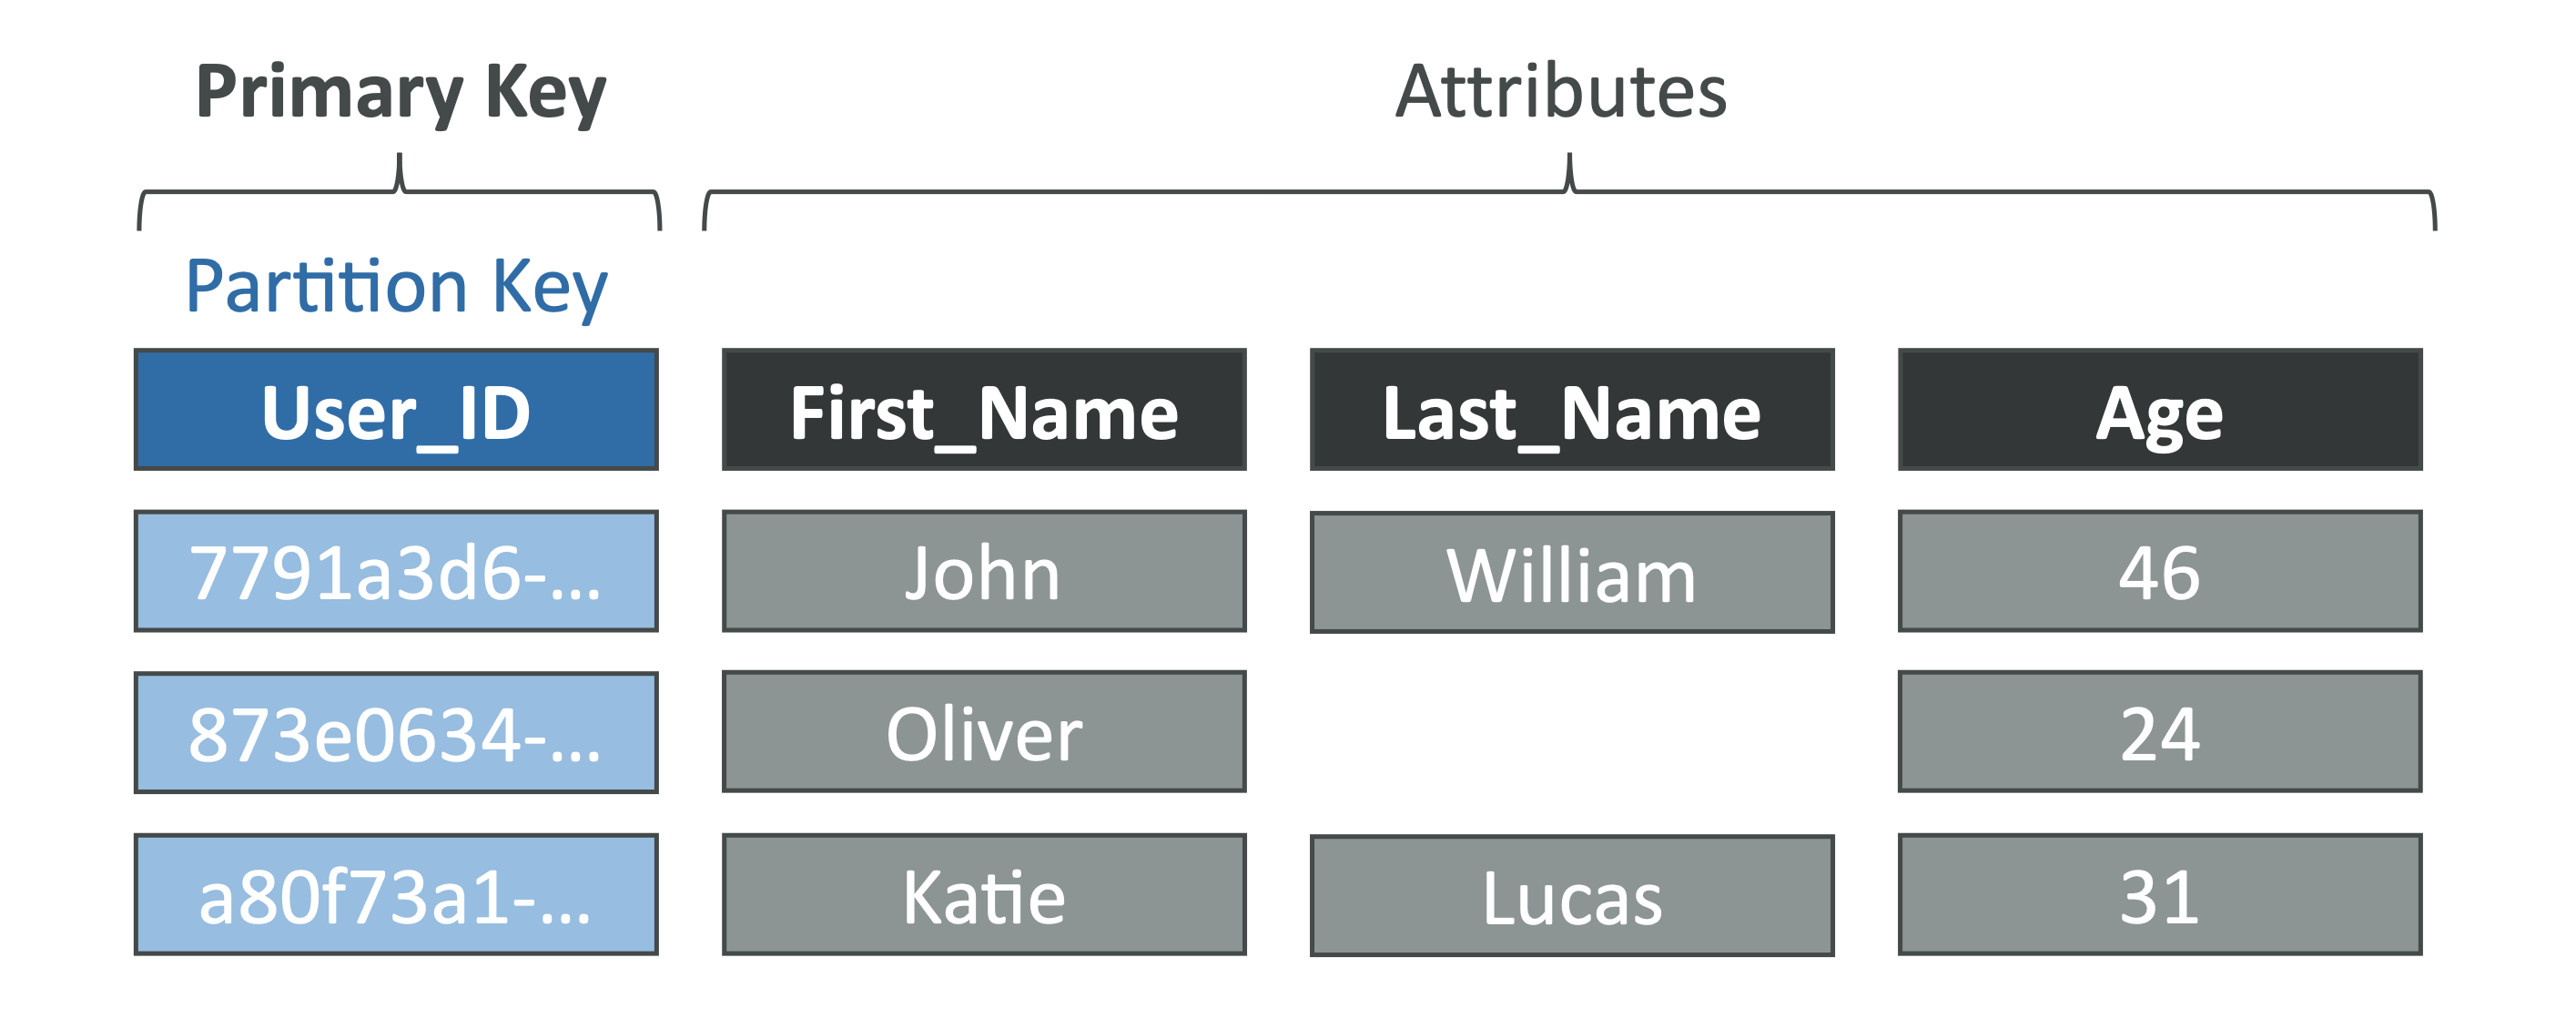 Primary Key Attributes
Partition Key
User_ID First_Name Last_Name Age
7791a3d6-... John William 46
873e0634-... Oliver 24
a80f73a1-... Katie Lucas 31